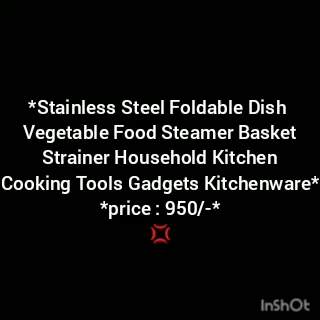 *Stainless Steel Foldable Dish
Vegetable Food Steamer Basket
Strainer Household Kitchen
Cooking Tools Gadgets Kitchenware*
*price : 950/-*
💢
InShOt